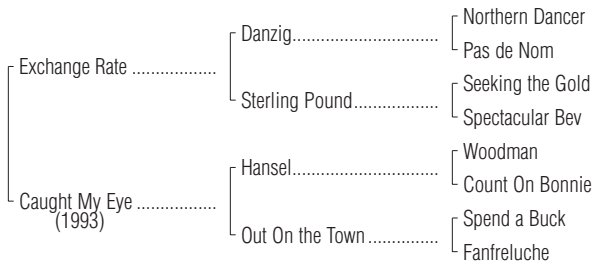 Northern Dancer
Danzig..............................
Pas de Nom
Exchange Rate .................
Seeking the Gold
Sterling Pound.................
Spectacular Bev
Woodman
Hansel..............................
Count On Bonnie
Caught My Eye ................
(1993)
Spend a Buck
Out On the Town ..............
Fanfreluche